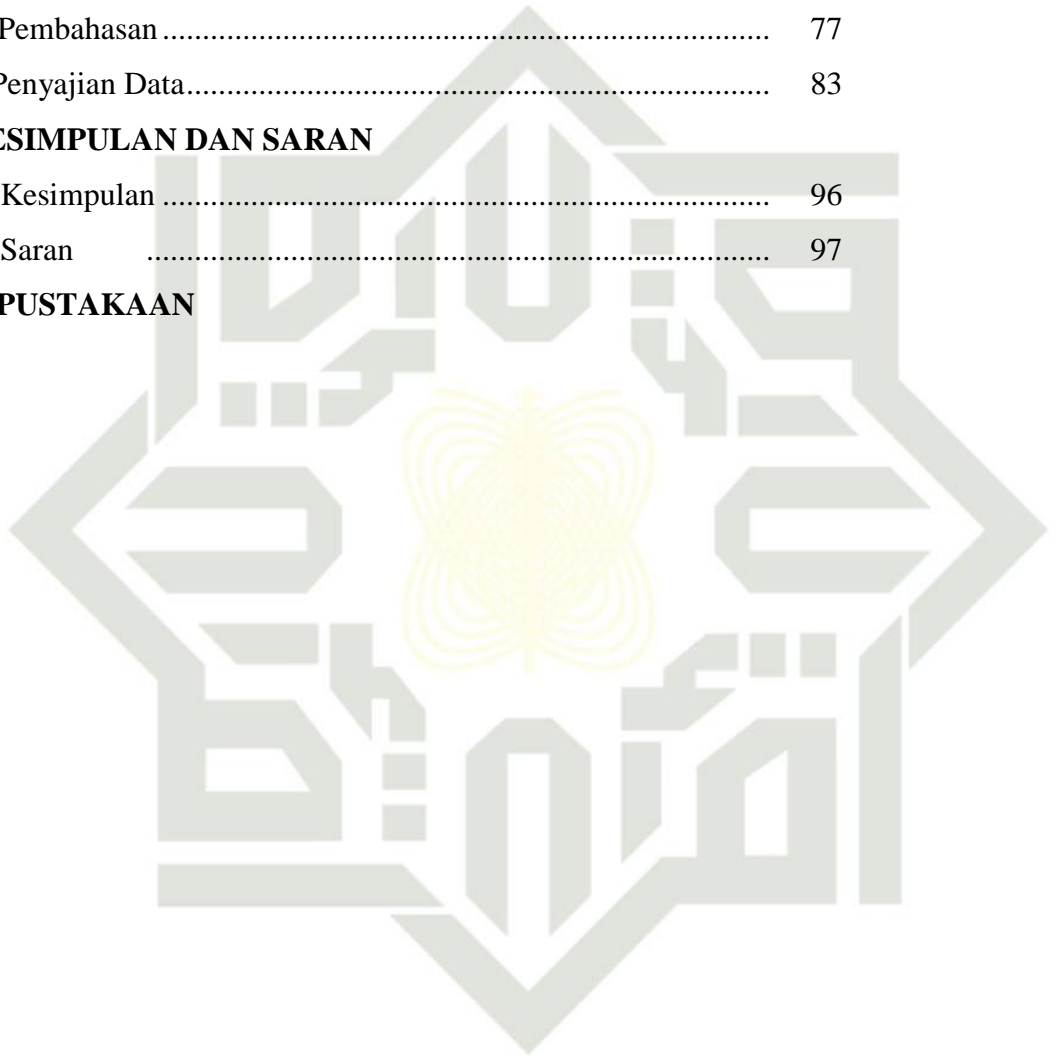 Pembahasan ........................................................................... 77
Penyajian Data........................................................................ 83
ESIMPULAN DAN SARAN
Kesimpulan ........................................................................... 96
Saran ........................................................................... 97
PUSTAKAAN